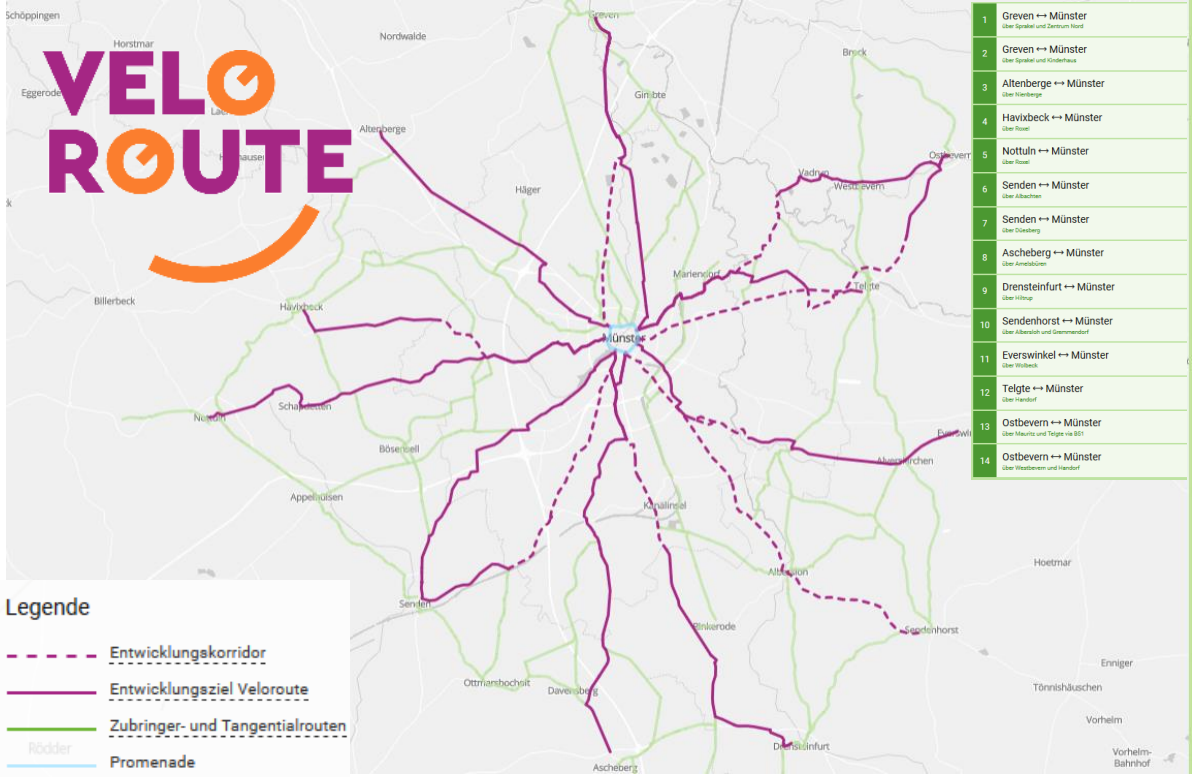 Schöppingen
Greven
Nordwalde
Horstmar
Brock
VELO
ROUTE
Eggerode
Gimbte
Altenberge
Ostbevern
Vadrup
Westbevern
Häger
Mariendorf
Telgte
Billerbeck
Havixbeck
Münster
Schapdetten
Nottuln
Everswi
Bösensell
Alverskirchen
Appelhülsen
Kanalinsel
Hoetmar
Albersloh
Senden
Rinkerode
Sendenhorst
Enniger
Ottmarsbocholt
Davensberg
Tönnishäuschen
Vorhelm
Drensteinfurt
Vorhelm-
Bahnhof
Ascheberg
1 Greven ↔ Münster
über Sprakel und Zentrum Nord
2 Greven ↔ Münster
über Sprakel und Kinderhaus
3 Altenberge ↔ Münster
über Nienberge
4 Havixbeck ↔ Münster
über Roxel
5 Nottuln ↔ Münster
über Roxel
6 Senden ↔ Münster
über Albachten
7 Senden ↔ Münster
über Düesberg
8 Ascheberg ↔ Münster
über Amelsbüren
9 Drensteinfurt ↔ Münster
über Hiltrup
10 Sendenhorst ↔ Münster
über Albersloh und Gremmendorf
11 Everswinkel ↔ Münster
über Wolbeck
12 Telgte ↔ Münster
über Handorf
13 Ostbevern ↔ Münster
über Mauritz und Telgte via B51
14 Ostbevern ↔ Münster
über Westbevern und Handorf
Legende
Entwicklungskorridor
Entwicklungsziel Veloroute
Zubringer- und Tangentialrouten
Rödder
Promenade